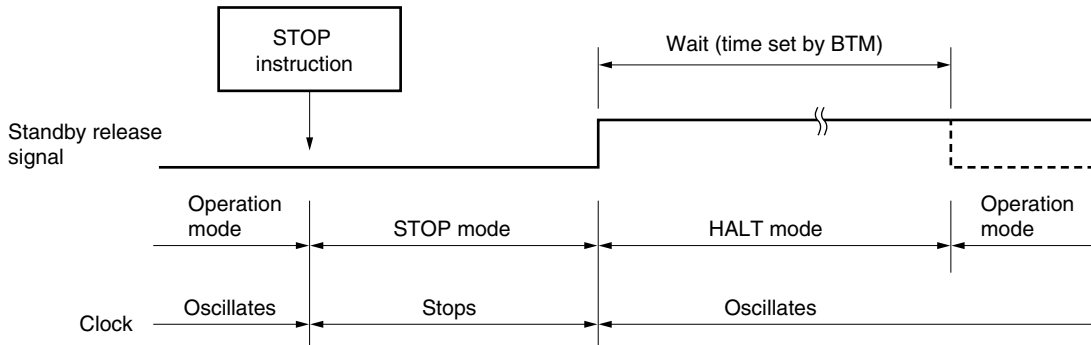 STOP
instruction
Wait (time set by BTM)
Standby release
signal
Operation
mode
STOP mode
HALT mode
Operation
mode
Clock
Oscillates
Stops
Oscillates